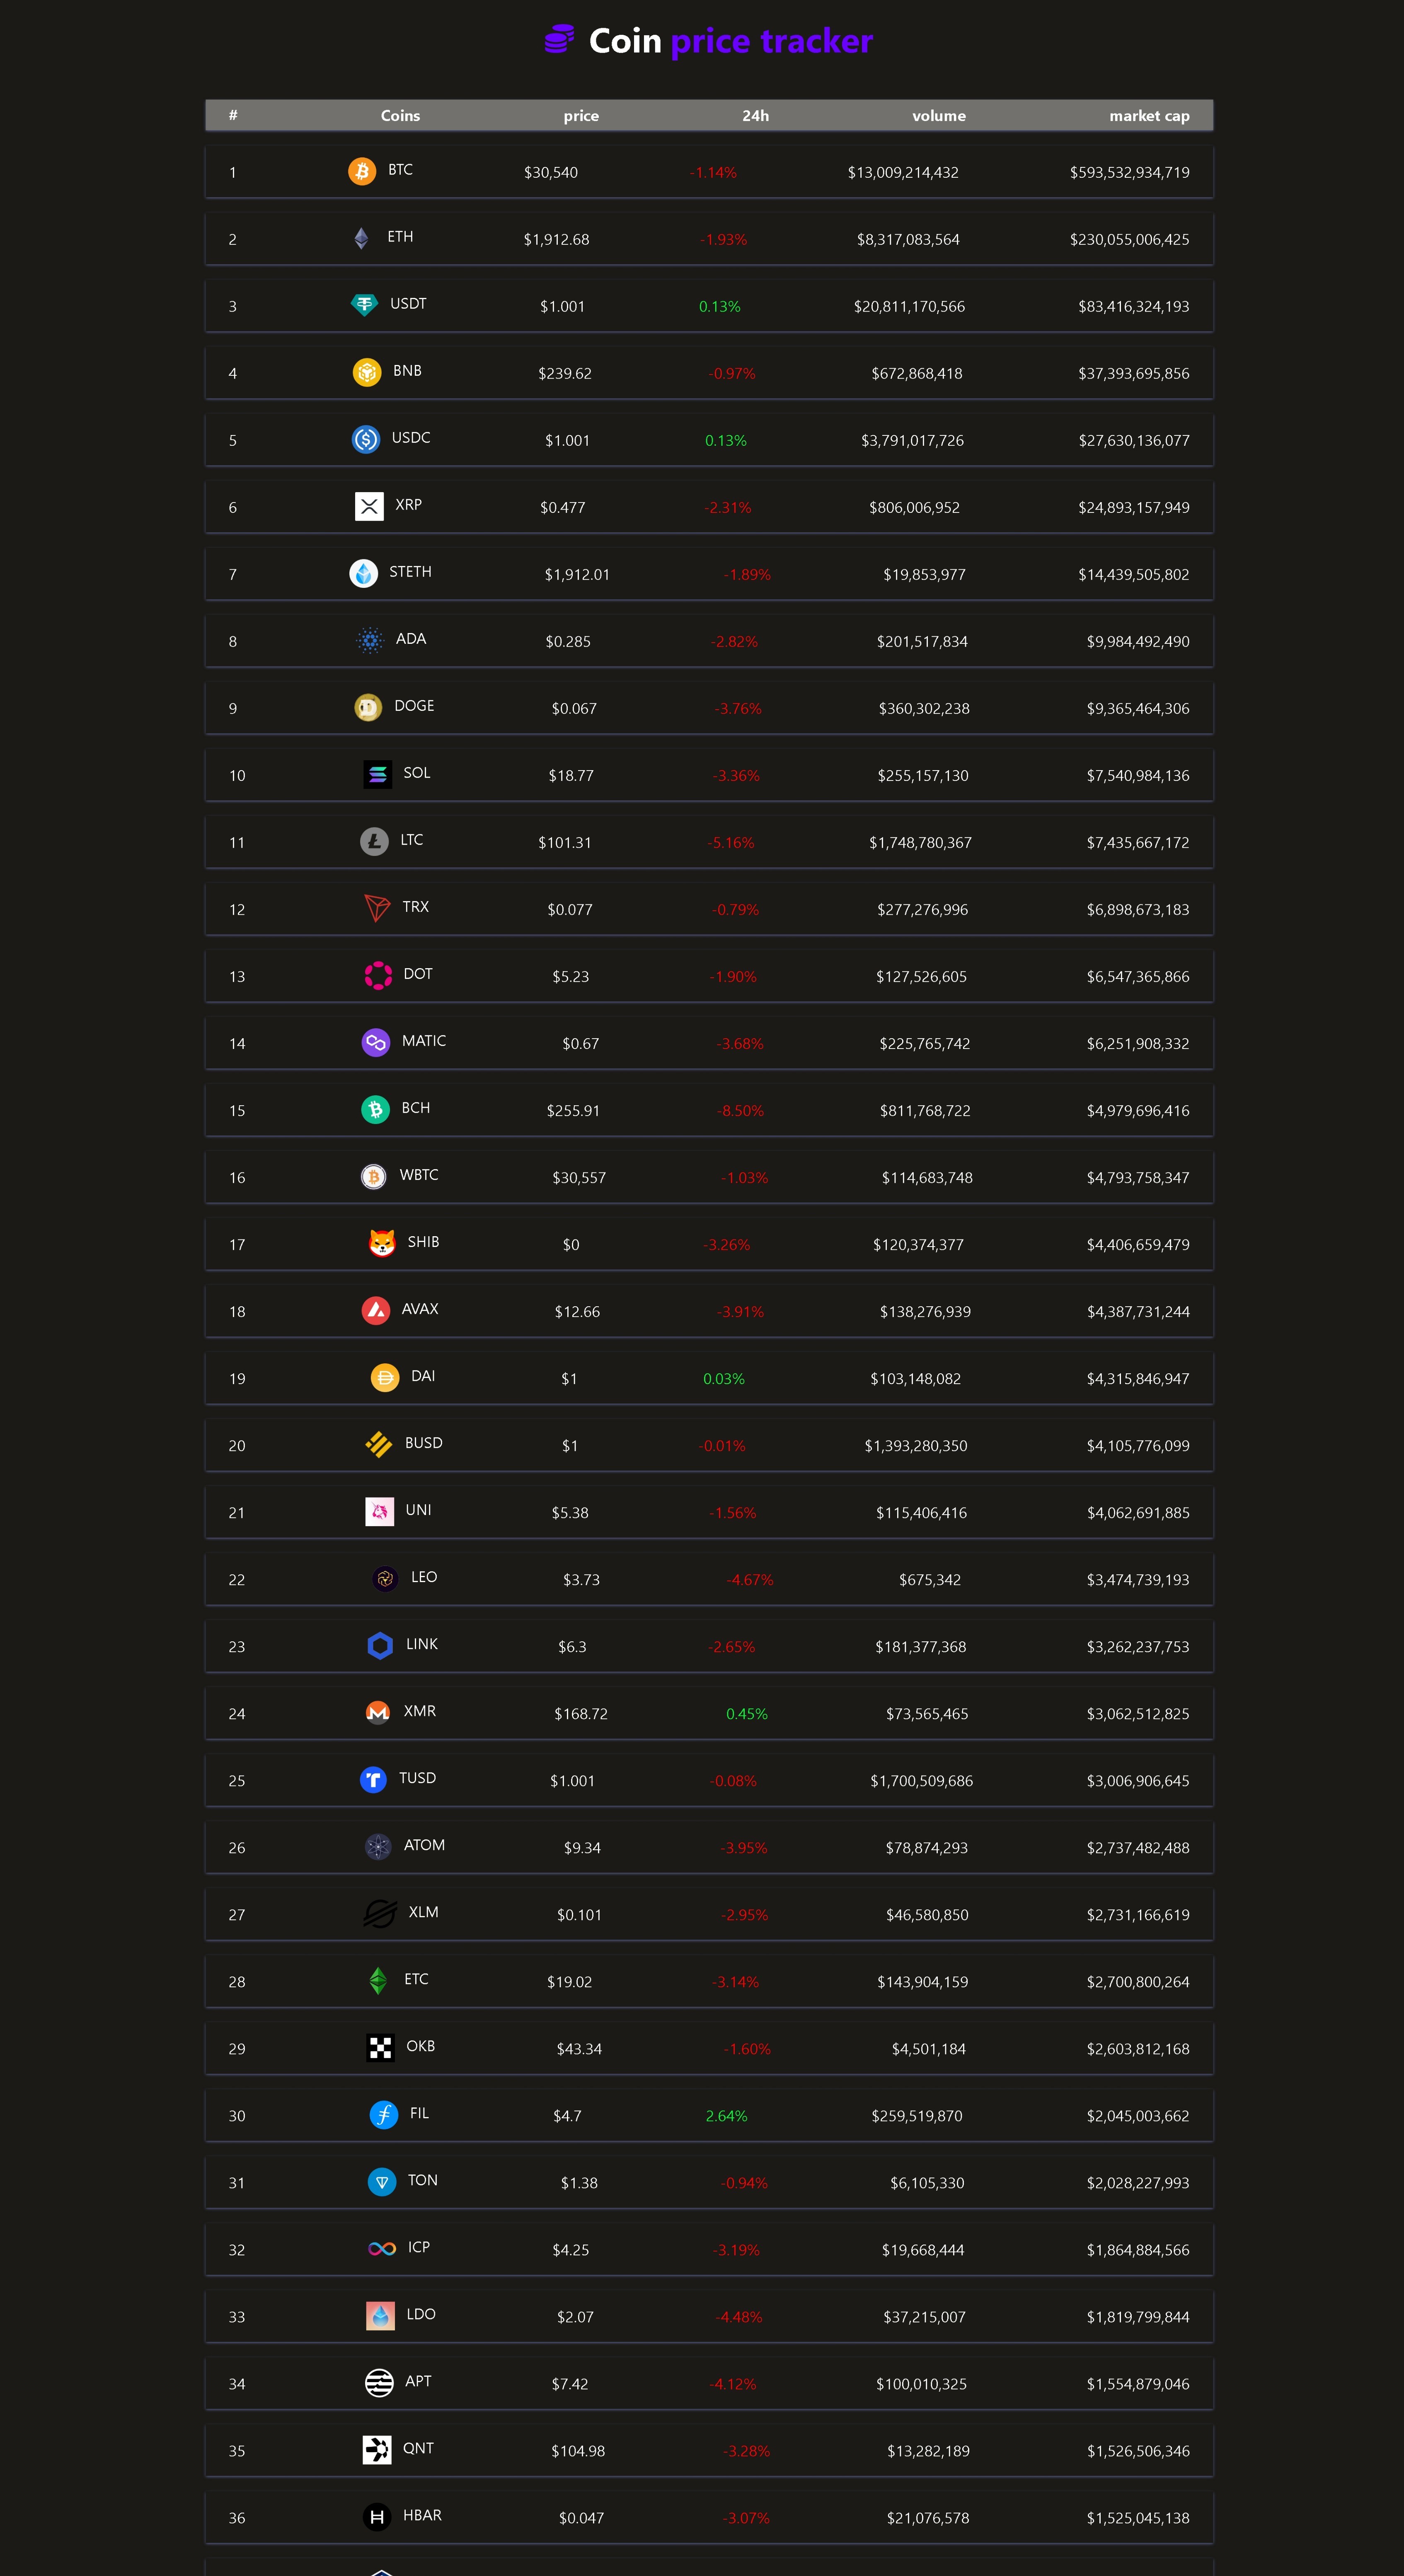 Coin price tracker
# Coins price 24h volume market cap
1 BTC $30,540 -1.14% $13,009,214,432 $593,532,934,719
2 ETH $1,912.68 -1.93% $8,317,083,564 $230,055,006,425
3 USDT $1.001 0.13% $20,811,170,566 $83,416,324,193
4 BNB $239.62 -0.97% $672,868,418 $37,393,695,856
5 USDC $1.001 0.13% $3,791,017,726 $27,630,136,077
6 XRP $0.477 -2.31% $806,006,952 $24,893,157,949
7 STETH $1,912.01 -1.89% $19,853,977 $14,439,505,802
8 ADA $0.285 -2.82% $201,517,834 $9,984,492,490
9 DOGE $0.067 -3.76% $360,302,238 $9,365,464,306
10 SOL $18.77 -3.36% $255,157,130 $7,540,984,136
11 LTC $101.31 -5.16% $1,748,780,367 $7,435,667,172
12 TRX $0.077 -0.79% $277,276,996 $6,898,673,183
13 DOT $5.23 -1.90% $127,526,605 $6,547,365,866
14 MATIC $0.67 -3.68% $225,765,742 $6,251,908,332
15 BCH $255.91 -8.50% $811,768,722 $4,979,696,416
16 WBTC $30,557 -1.03% $114,683,748 $4,793,758,347
17 SHIB $0 -3.26% $120,374,377 $4,406,659,479
18 AVAX $12.66 -3.91% $138,276,939 $4,387,731,244
19 DAI $1 0.03% $103,148,082 $4,315,846,947
20 BUSD $1 -0.01% $1,393,280,350 $4,105,776,099
21 UNI $5.38 -1.56% $115,406,416 $4,062,691,885
22 LEO $3.73 -4.67% $675,342 $3,474,739,193
23 LINK $6.3 -2.65% $181,377,368 $3,262,237,753
24 XMR $168.72 0.45% $73,565,465 $3,062,512,825
25 TUSD $1.001 -0.08% $1,700,509,686 $3,006,906,645
26 ATOM $9.34 -3.95% $78,874,293 $2,737,482,488
27 XLM $0.101 -2.95% $46,580,850 $2,731,166,619
28 ETC $19.02 -3.14% $143,904,159 $2,700,800,264
29 OKB $43.34 -1.60% $4,501,184 $2,603,812,168
30 FIL $4.7 2.64% $259,519,870 $2,045,003,662
31 TON $1.38 -0.94% $6,105,330 $2,028,227,993
32 ICP $4.25 -3.19% $19,668,444 $1,864,884,566
33 LDO $2.07 -4.48% $37,215,007 $1,819,799,844
34 APT $7.42 -4.12% $100,010,325 $1,554,879,046
35 QNT $104.98 -3.28% $13,282,189 $1,526,506,346
36 HBAR $0.047 -3.07% $21,076,578 $1,525,045,138